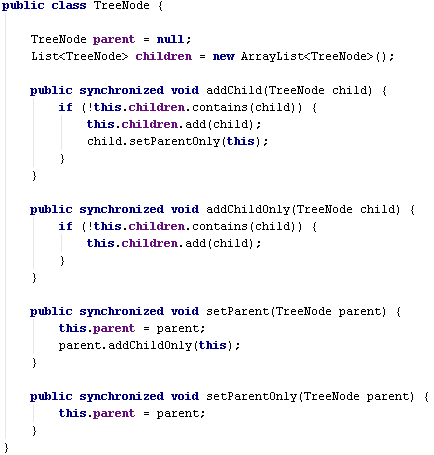 public class TreeNode {
TreeNode parent = null;
List<TreeNode> children = new ArrayList<TreeNode>();
public synchronized void addChild(TreeNode child) {
if (!this.children.contains(child)) {
this.children.add(child);
child.setParentOnly(this);
}
}
public synchronized void addChildOnly(TreeNode child) {
if (!this.children.contains(child)) {
this.children.add(child);
}
}
public synchronized void setParent(TreeNode parent) {
this.parent = parent;
parent.addChildOnly(this);
}
public synchronized void setParentOnly(TreeNode parent) {
this.parent = parent;
}
}